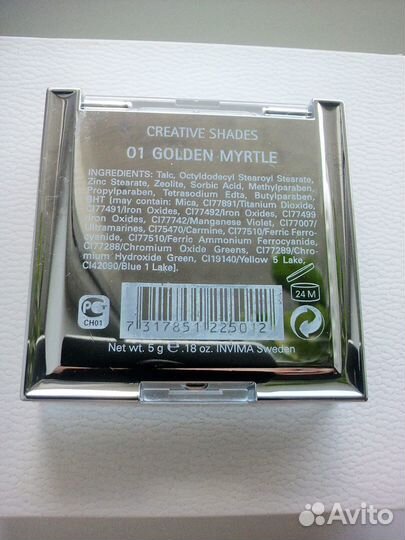 CREATIVE SHADES
01 GOLDEN MYRTLE
INGREDIENTS: Talc, Octyldodecyl Stearoyl Stearate,
Zinc Stearate, Zeolite, Sorbic Acid, Methylparaben,
Propylparaben, Tetrasodium Edta, Butylparaben,
BHT [may contain: Mica, CI77891/Titanium Dioxide,
CI77491/Iron Oxides, CI77492/Iron Oxides, CI77499
/Iron Oxides, CI77742/Manganese Violet, CI77007/
Ultramarines, CI75470/Carmine, CI77510/Ferric Ferro-
cyanide, CI77510/Ferric Ammonium Ferrocyanide,
CI77288/Chromium Oxide Greens, CI77289/Chro-
mium Hydroxide Green, CI19140/Yellow 5 Lake,
CI42090/Blue 1 Lake].
24 M
РСТ
CH01
7 317851 225012
Net wt. 5 g ℮ .18 oz. INVIMA Sweden
Avito